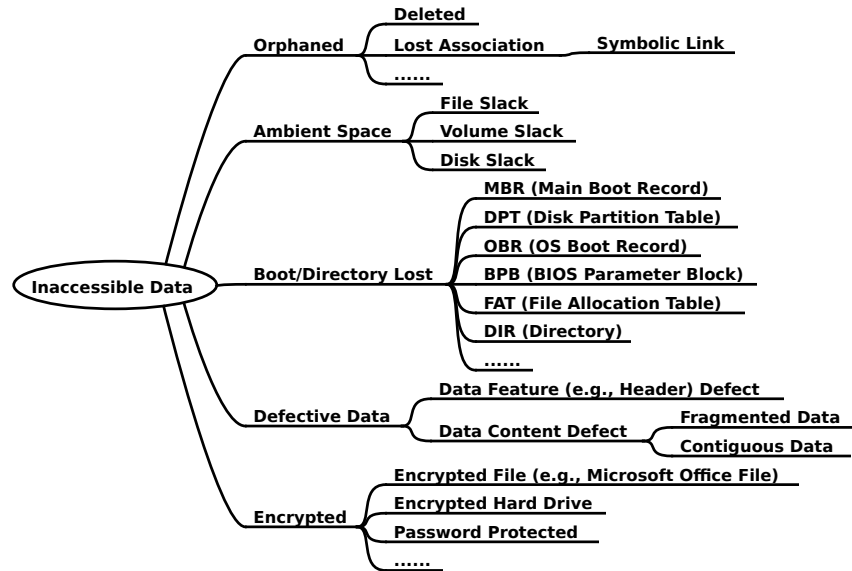 Deleted
Orphaned
Lost Association
Symbolic Link
......
File Slack
Ambient Space
Volume Slack
Disk Slack
MBR (Main Boot Record)
DPT (Disk Partition Table)
OBR (OS Boot Record)
Inaccessible Data
Boot/Directory Lost
BPB (BIOS Parameter Block)
FAT (File Allocation Table)
DIR (Directory)
......
Data Feature (e.g., Header) Defect
Defective Data
Data Content Defect
Fragmented Data
Contiguous Data
Encrypted File (e.g., Microsoft Office File)
Encrypted Hard Drive
Encrypted
Password Protected
......